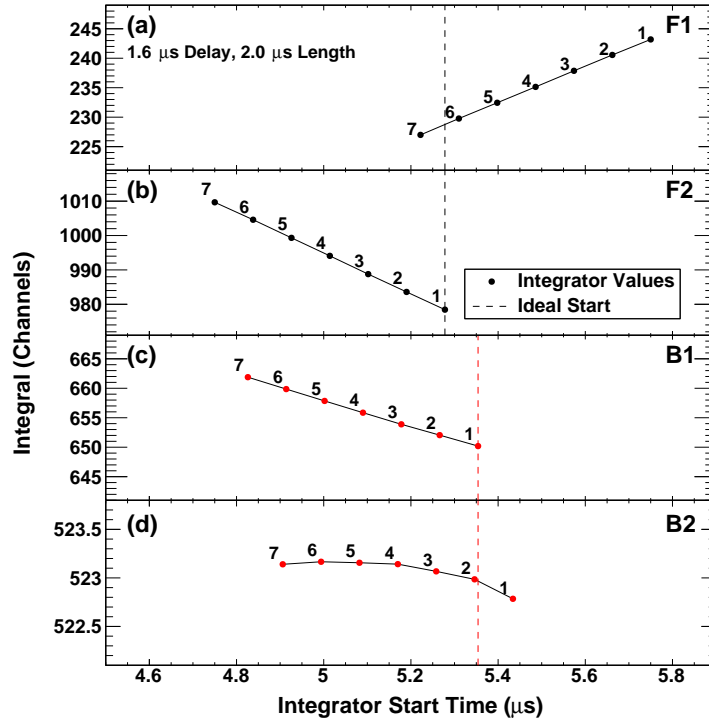 (a) F1
1.6 μs Delay, 2.0 μs Length
245
240
235
230
225
7 6 5 4 3 2 1
(b) F2
1010
1000
990
980
7 6 5 4 3 2 1
Integrator Values
Ideal Start
(c) B1
665
660
655
650
645
7 6 5 4 3 2 1
(d) B2
523.5
523
522.5
7 6 5 4 3 2 1
4.6 4.8 5 5.2 5.4 5.6 5.8
Integrator Start Time (μs)
Integral (Channels)